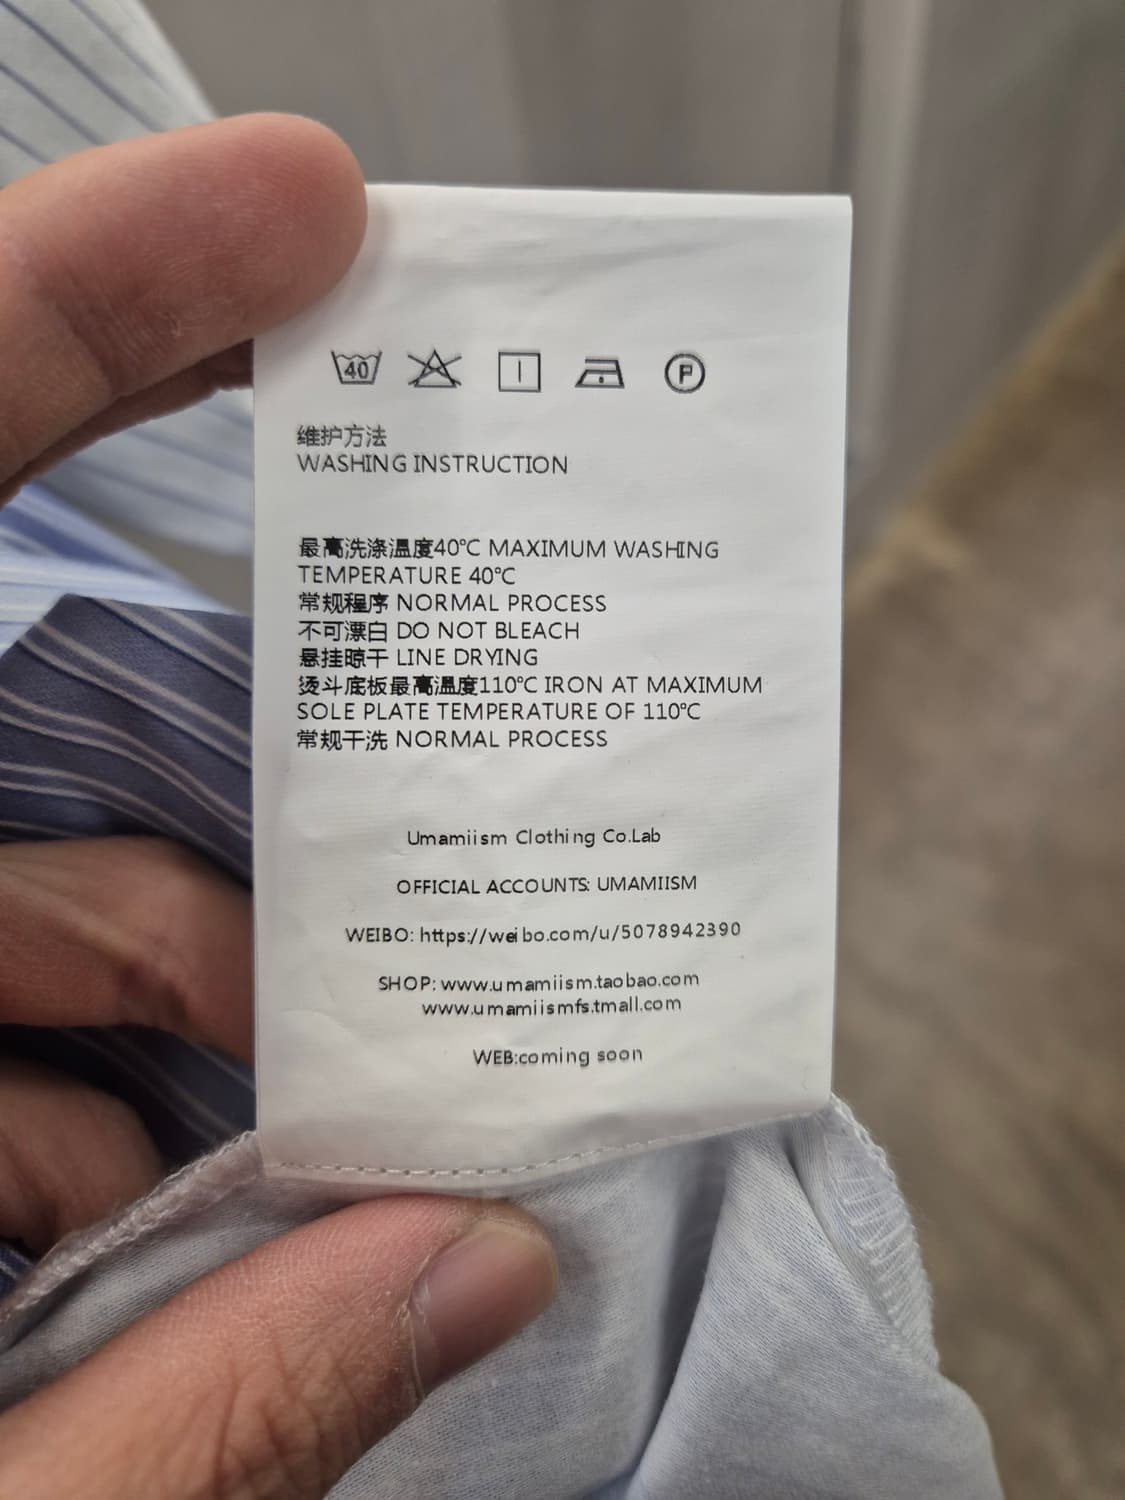 40 P
维护方法
WASHING INSTRUCTION
最高洗涤温度40℃ MAXIMUM WASHING
TEMPERATURE 40℃
常规程序 NORMAL PROCESS
不可漂白 DO NOT BLEACH
悬挂晾干 LINE DRYING
烫斗底板最高温度110℃ IRON AT MAXIMUM
SOLE PLATE TEMPERATURE OF 110℃
常规干洗 NORMAL PROCESS
Umamiism Clothing Co.Lab
OFFICIAL ACCOUNTS: UMAMIISM
WEIBO: https://weibo.com/u/5078942390
SHOP: www.umamiism.taobao.com
www.umamiismfs.tmall.com
WEB:coming soon